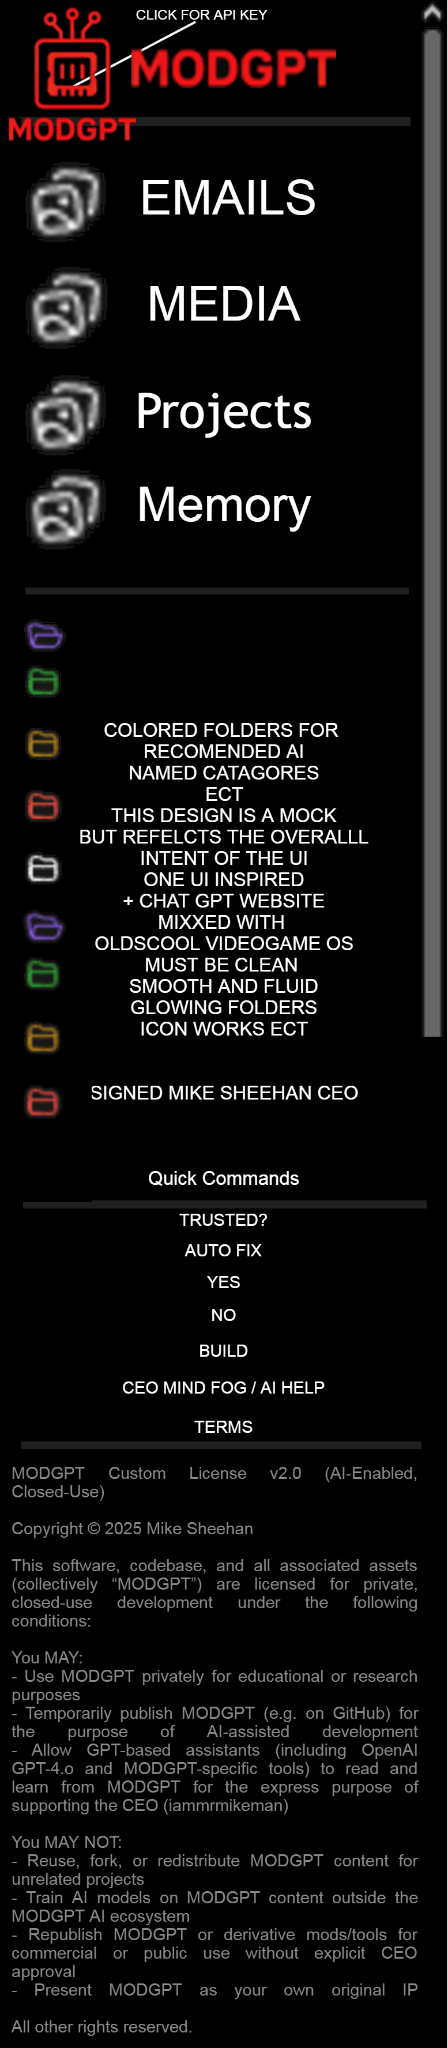 CLICK FOR API KEY
MODGPT
MODGPT
EMAILS
MEDIA
Projects
Memory
COLORED FOLDERS FOR
RECOMENDED AI
NAMED CATAGORES
ECT
THIS DESIGN IS A MOCK
BUT REFELCTS THE OVERALLL
INTENT OF THE UI
ONE UI INSPIRED
+ CHAT GPT WEBSITE
MIXXED WITH
OLDSCOOL VIDEOGAME OS
MUST BE CLEAN
SMOOTH AND FLUID
GLOWING FOLDERS
ICON WORKS ECT
SIGNED MIKE SHEEHAN CEO
Quick Commands
TRUSTED?
AUTO FIX
YES
NO
BUILD
CEO MIND FOG / AI HELP
TERMS
MODGPT Custom License v2.0 (AI-Enabled,
Closed-Use)
Copyright © 2025 Mike Sheehan
This software, codebase, and all associated assets
(collectively “MODGPT”) are licensed for private,
closed-use development under the following
conditions:
You MAY:
- Use MODGPT privately for educational or research
purposes
- Temporarily publish MODGPT (e.g. on GitHub) for
the purpose of AI-assisted development
- Allow GPT-based assistants (including OpenAI
GPT-4.o and MODGPT-specific tools) to read and
learn from MODGPT for the express purpose of
supporting the CEO (iammrmikeman)
You MAY NOT:
- Reuse, fork, or redistribute MODGPT content for
unrelated projects
- Train AI models on MODGPT content outside the
MODGPT AI ecosystem
- Republish MODGPT or derivative mods/tools for
commercial or public use without explicit CEO
approval
- Present MODGPT as your own original IP
All other rights reserved.